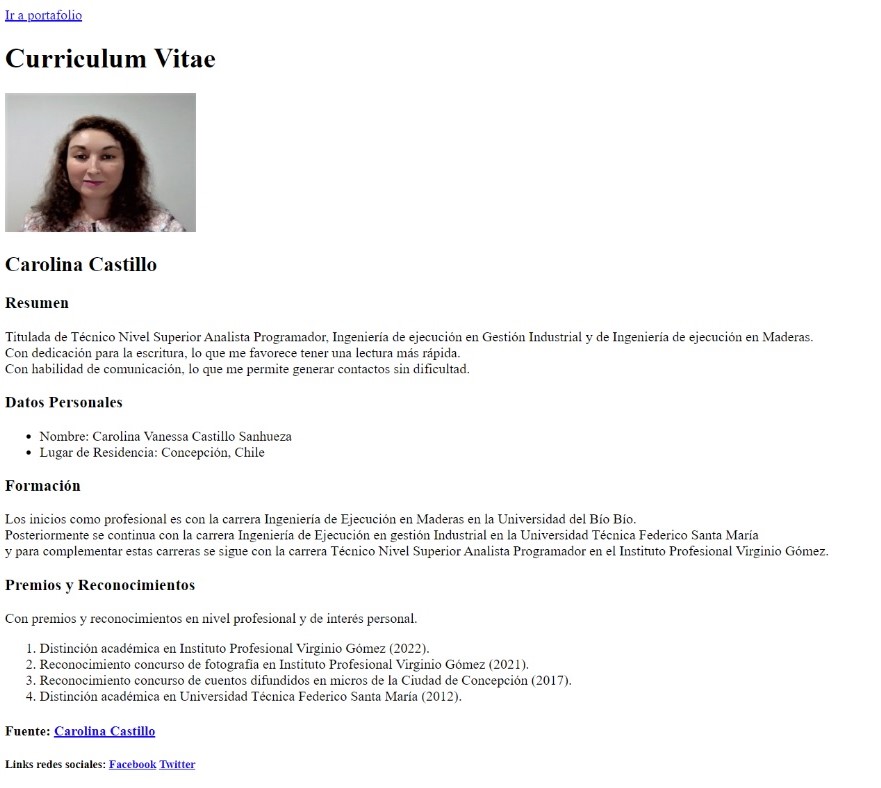 Ir a portafolio
Curriculum Vitae
Carolina Castillo
Resumen
Titulada de Técnico Nivel Superior Analista Programador, Ingeniería de ejecución en Gestión Industrial y de Ingeniería de ejecución en Maderas.
Con dedicación para la escritura, lo que me favorece tener una lectura más rápida.
Con habilidad de comunicación, lo que me permite generar contactos sin dificultad.
Datos Personales
• Nombre: Carolina Vanessa Castillo Sanhueza
• Lugar de Residencia: Concepción, Chile
Formación
Los inicios como profesional es con la carrera Ingeniería de Ejecución en Maderas en la Universidad del Bío Bío.
Posteriormente se continua con la carrera Ingeniería de Ejecución en gestión Industrial en la Universidad Técnica Federico Santa María
y para complementar estas carreras se sigue con la carrera Técnico Nivel Superior Analista Programador en el Instituto Profesional Virginio Gómez.
Premios y Reconocimientos
Con premios y reconocimientos en nivel profesional y de interés personal.
1. Distinción académica en Instituto Profesional Virginio Gómez (2022).
2. Reconocimiento concurso de fotografía en Instituto Profesional Virginio Gómez (2021).
3. Reconocimiento concurso de cuentos difundidos en micros de la Ciudad de Concepción (2017).
4. Distinción académica en Universidad Técnica Federico Santa María (2012).
Fuente: Carolina Castillo
Links redes sociales: Facebook Twitter